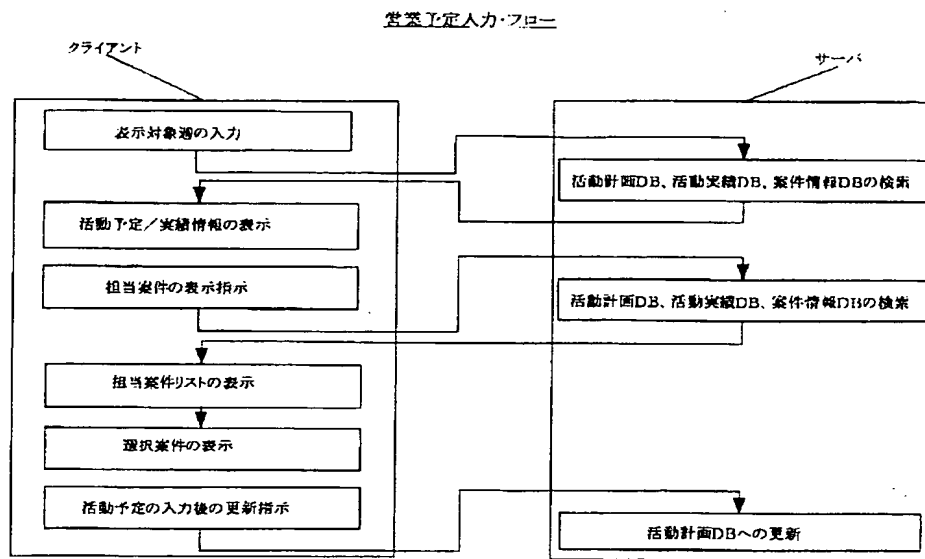 営業予定入力・フロー
クライアント
サーバ
表示対象週の入力
活動計画DB、活動実績DB、案件情報DBの検索
活動予定／実績情報の表示
担当案件の表示指示
活動計画DB、活動実績DB、案件情報DBの検索
担当案件リストの表示
選択案件の表示
活動予定の入力後の更新指示
活動計画DBへの更新